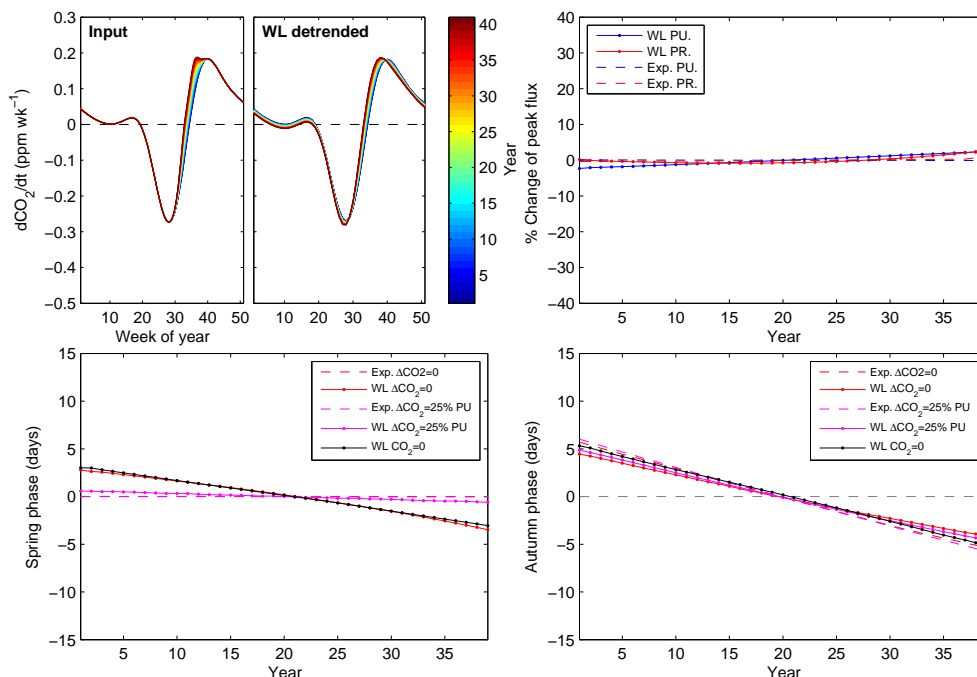 Input
WL detrended
0.3
0.2
0.1
0
−0.1
−0.2
−0.3
−0.4
−0.5
dCO2/dt (ppm wk−1)
10 20 30 40 50
10 20 30 40 50
Week of year
40
35
30
25
20
15
10
5
Year
WL PU.
WL PR.
Exp. PU.
Exp. PR.
40
30
20
10
0
−10
−20
−30
−40
% Change of peak flux
5 10 15 20 25 30 35
Year
Exp. ΔCO2=0
WL ΔCO2=0
Exp. ΔCO2=25% PU
WL ΔCO2=25% PU
WL CO2=0
15
10
5
0
−5
−10
−15
Spring phase (days)
5 10 15 20 25 30 35
Year
Exp. ΔCO2=0
WL ΔCO2=0
Exp. ΔCO2=25% PU
WL ΔCO2=25% PU
WL CO2=0
15
10
5
0
−5
−10
−15
Autumn phase (days)
5 10 15 20 25 30 35
Year